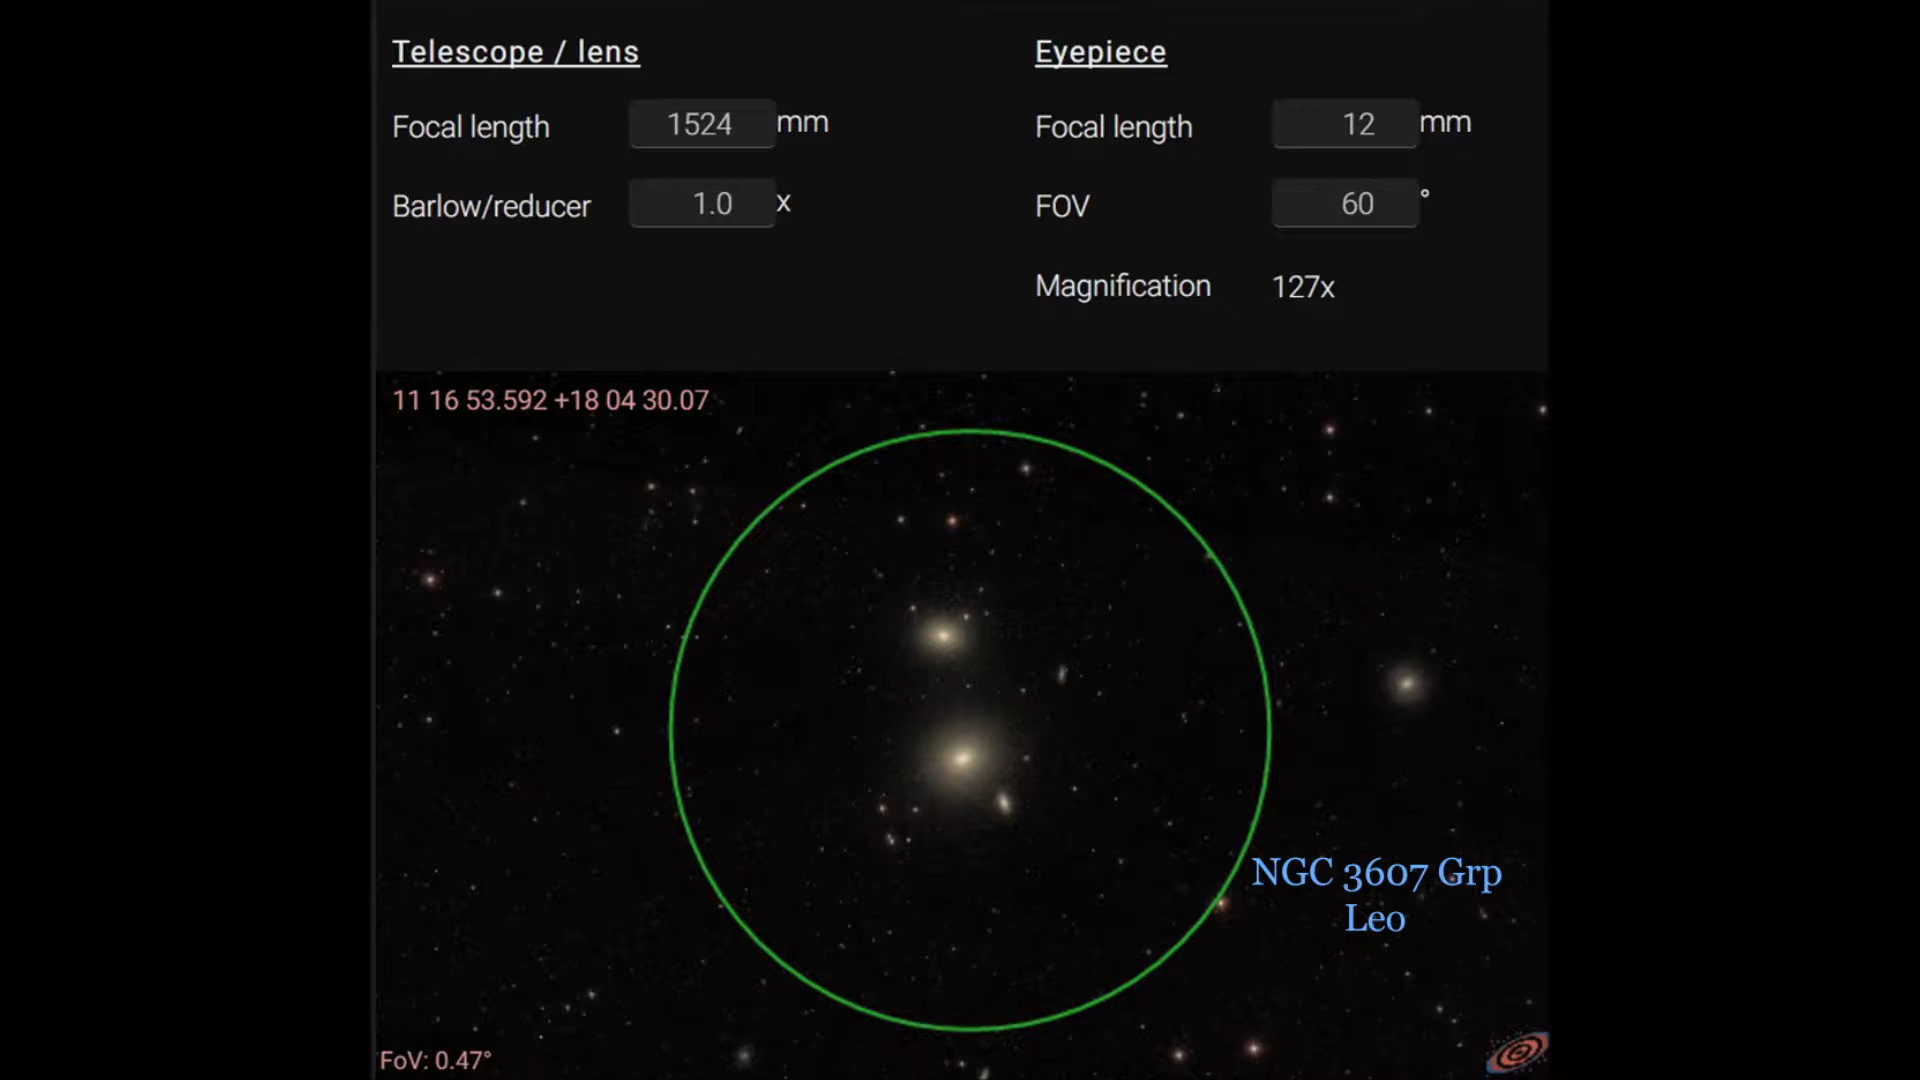 Telescope / lens
Focal length 1524 mm
Barlow/reducer 1.0 x
Eyepiece
Focal length 12 mm
FOV 60 °
Magnification 127x
11 16 53.592 +18 04 30.07
NGC 3607 Grp
Leo
FoV: 0.47°